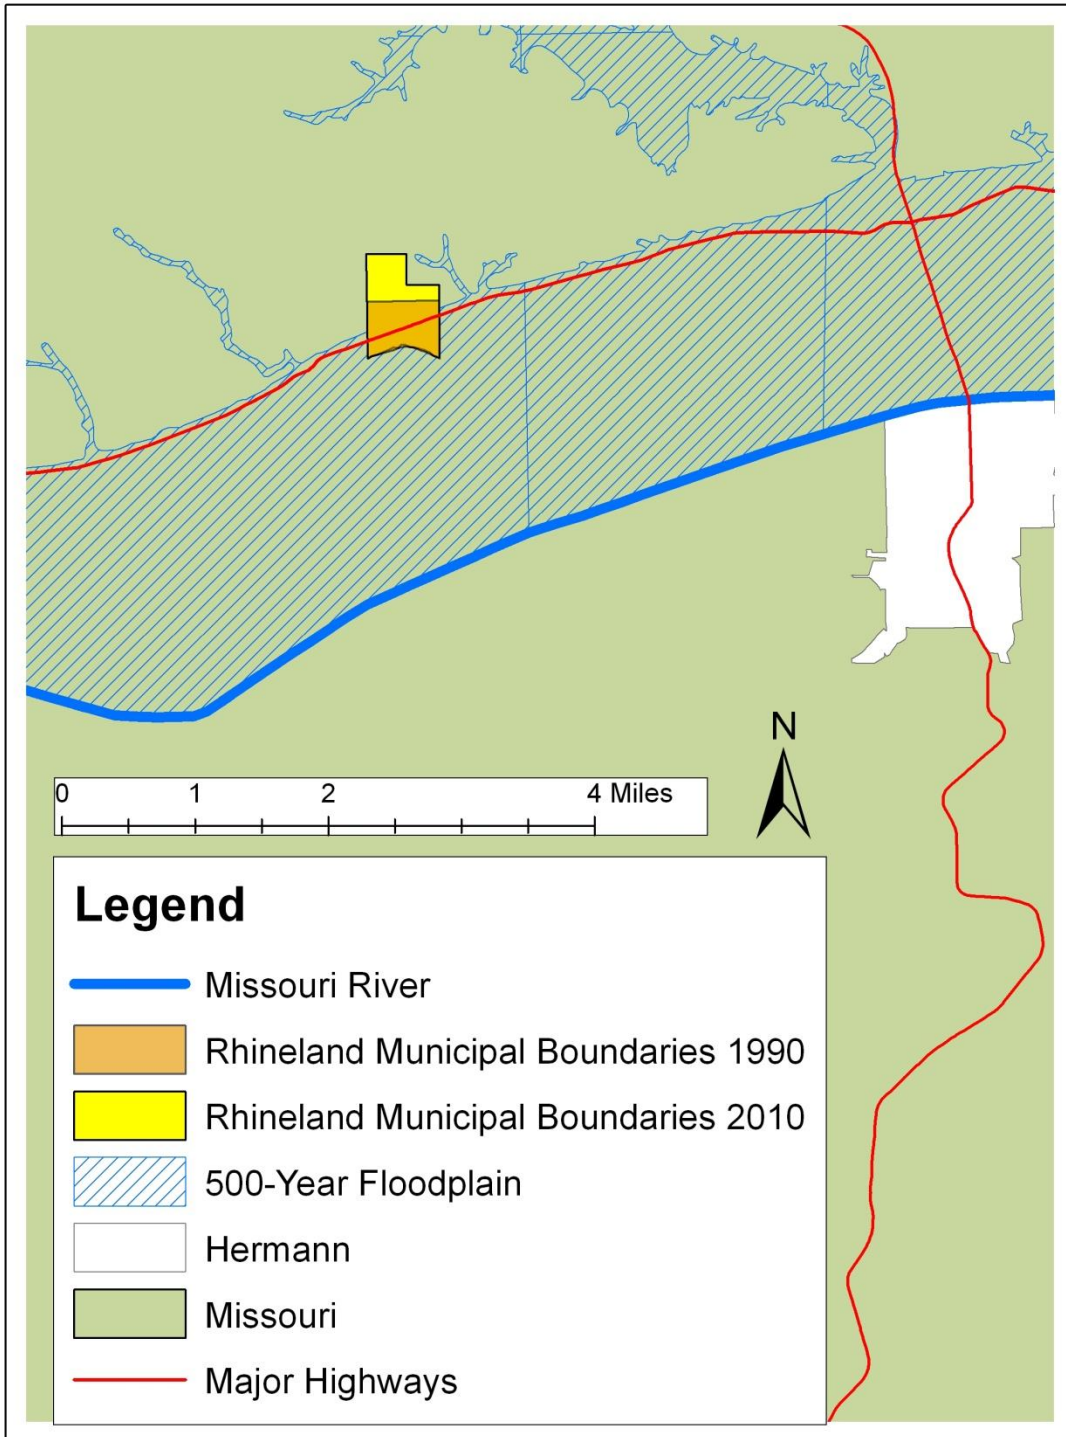 N
0 1 2 4 Miles
Legend
Missouri River
Rhineland Municipal Boundaries 1990
Rhineland Municipal Boundaries 2010
500-Year Floodplain
Hermann
Missouri
Major Highways